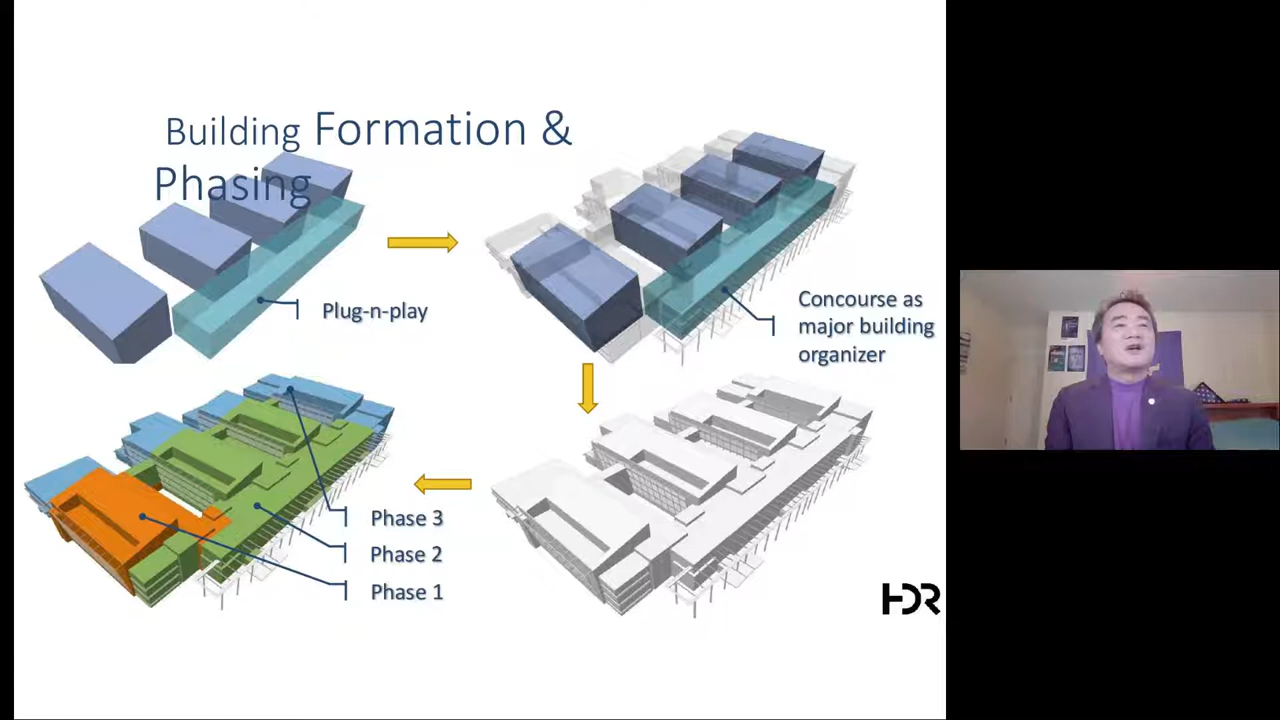 Building Formation &
Phasing
Plug-n-play
Concourse as
major building
organizer
Phase 3
Phase 2
Phase 1
HDR